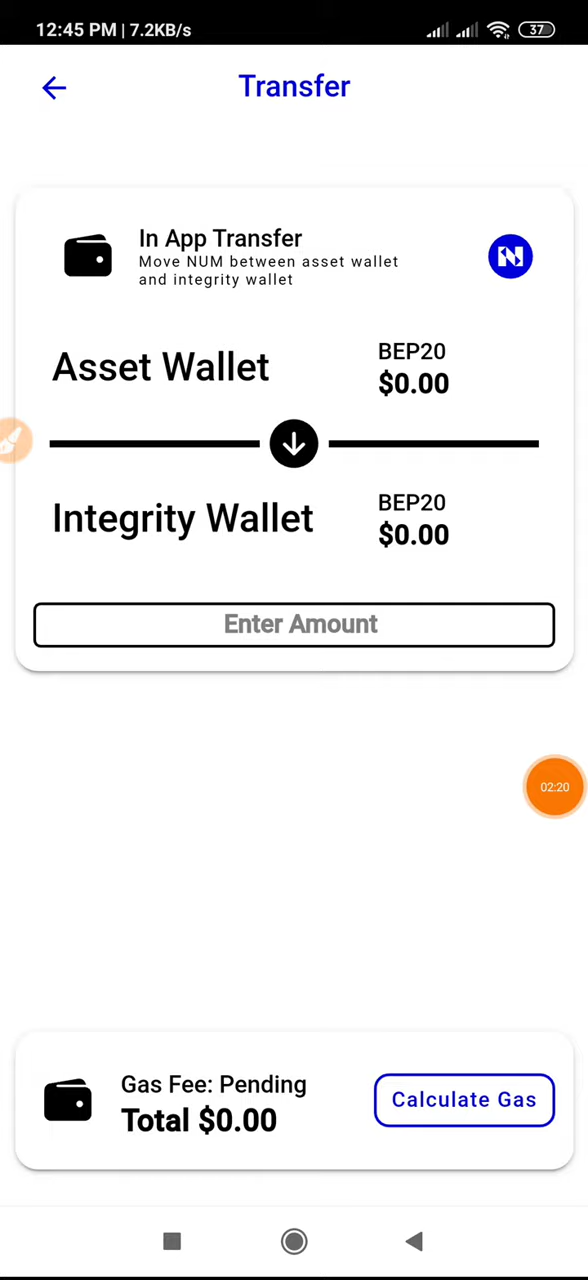 12:45 PM | 7.2KB/s
37
Transfer
In App Transfer
Move NUM between asset wallet
and integrity wallet
N
Asset Wallet
BEP20
$0.00
Integrity Wallet
BEP20
$0.00
Enter Amount
02:20
Gas Fee: Pending
Total $0.00
Calculate Gas